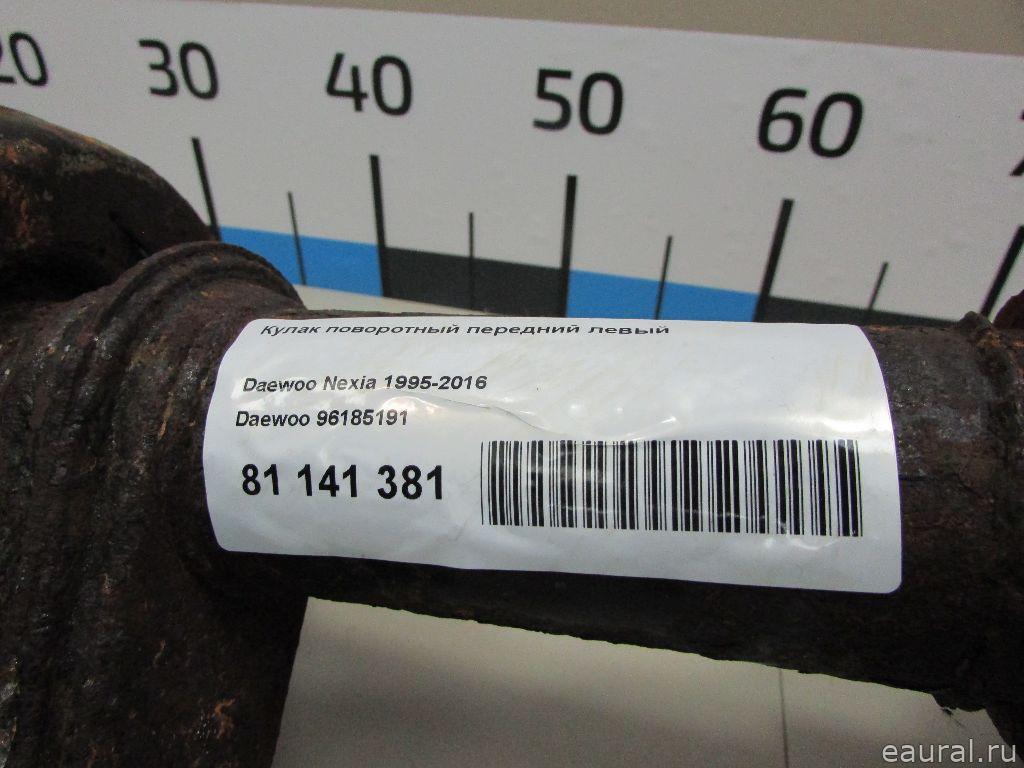 20 30 40 50 60
Кулак поворотный передний левый
Daewoo Nexia 1995-2016
Daewoo 96185191
81 141 381
eaural.ru